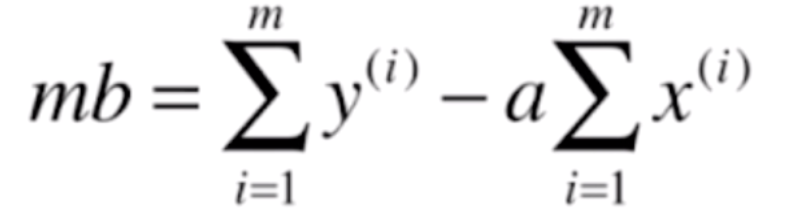 mb = \sum_{i=1}^{m} y^{(i)} - a \sum_{i=1}^{m} x^{(i)}